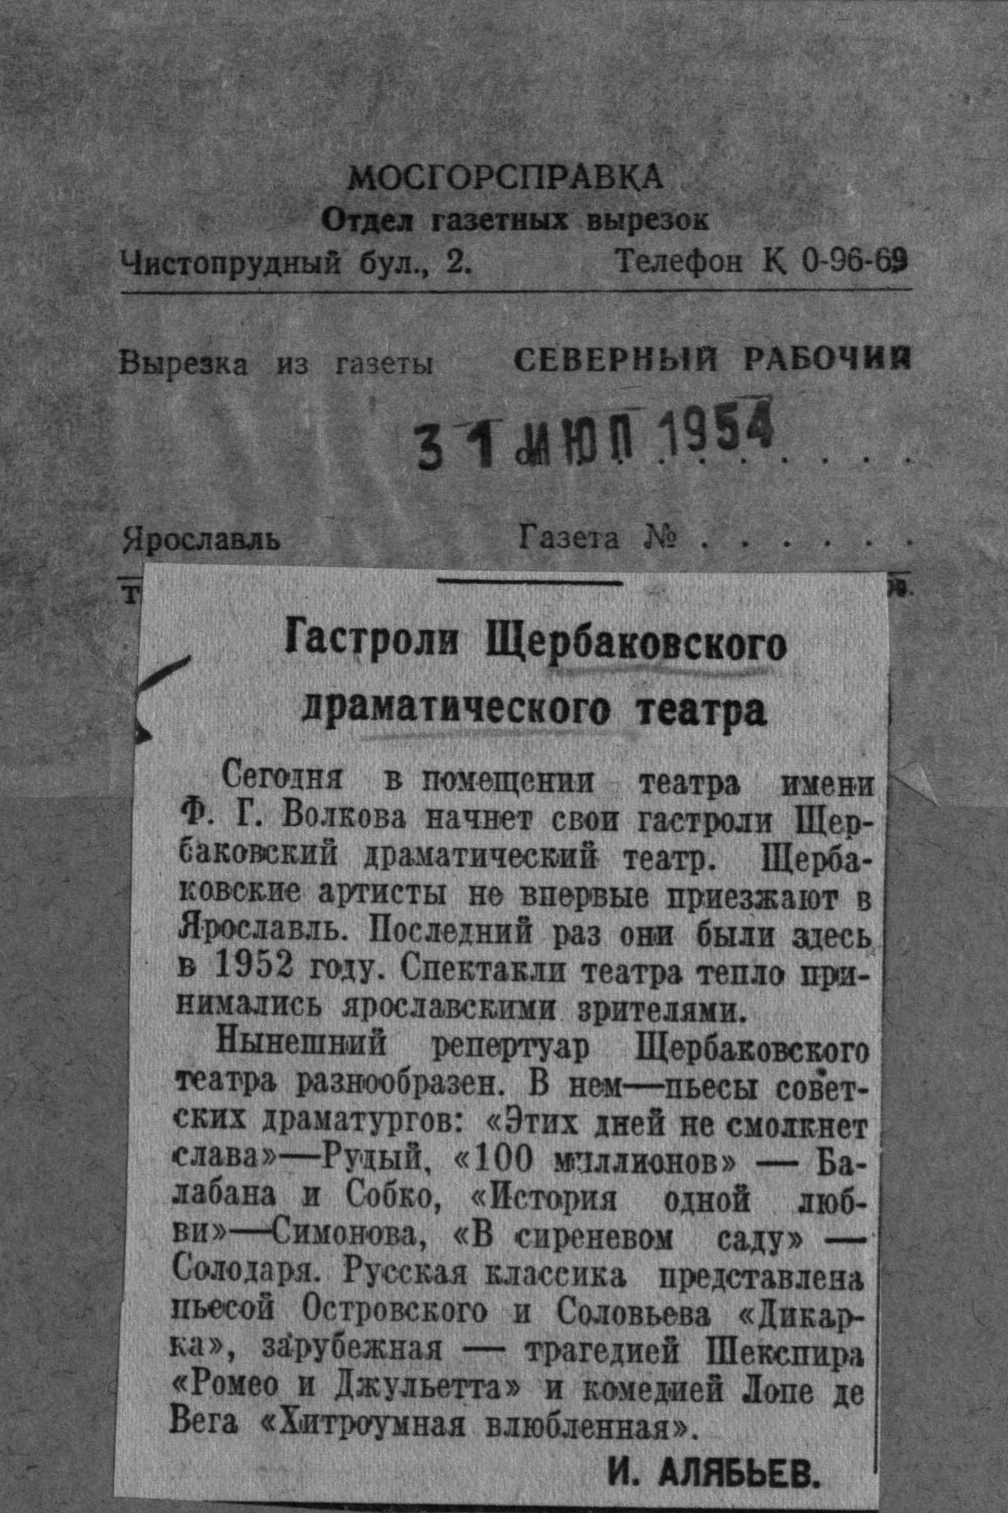 МОСГОРСПРАВКА
Отдел газетных вырезок
Чистопрудный бул., 2. Телефон К 0-96-69
Вырезка из газеты СЕВЕРНЫЙ РАБОЧИЙ
31 ИЮЛ 1954
Ярославль Газета № . . . . . .
Гастроли Щербаковского
драматического театра
Сегодня в помещении театра имени
Ф. Г. Волкова начнет свои гастроли Щер-
баковский драматический театр. Щерба-
ковские артисты не впервые приезжают в
Ярославль. Последний раз они были здесь
в 1952 году. Спектакли театра тепло при-
нимались ярославскими зрителями.
Нынешний репертуар Щербаковского
театра разнообразен. В нем—пьесы совет-
ских драматургов: «Этих дней не смолкнет
слава»—Рудый, «100 миллионов» — Ба-
лабана и Собко, «История одной люб-
ви»—Симонова, «В сиреневом саду» —
Солодаря. Русская классика представлена
пьесой Островского и Соловьева «Дикар-
ка», зарубежная — трагедией Шекспира
«Ромео и Джульетта» и комедией Лопе де
Вега «Хитроумная влюбленная».
И. АЛЯБЬЕВ.